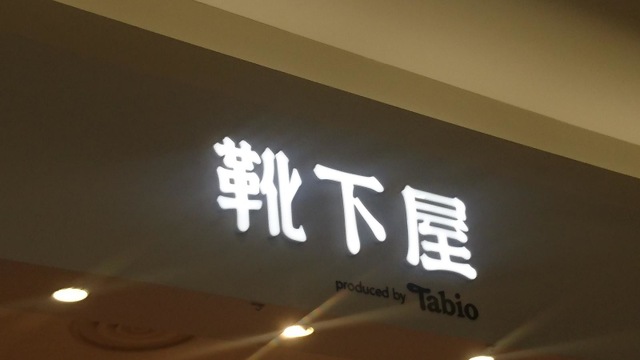 靴下屋
produced by Tabio